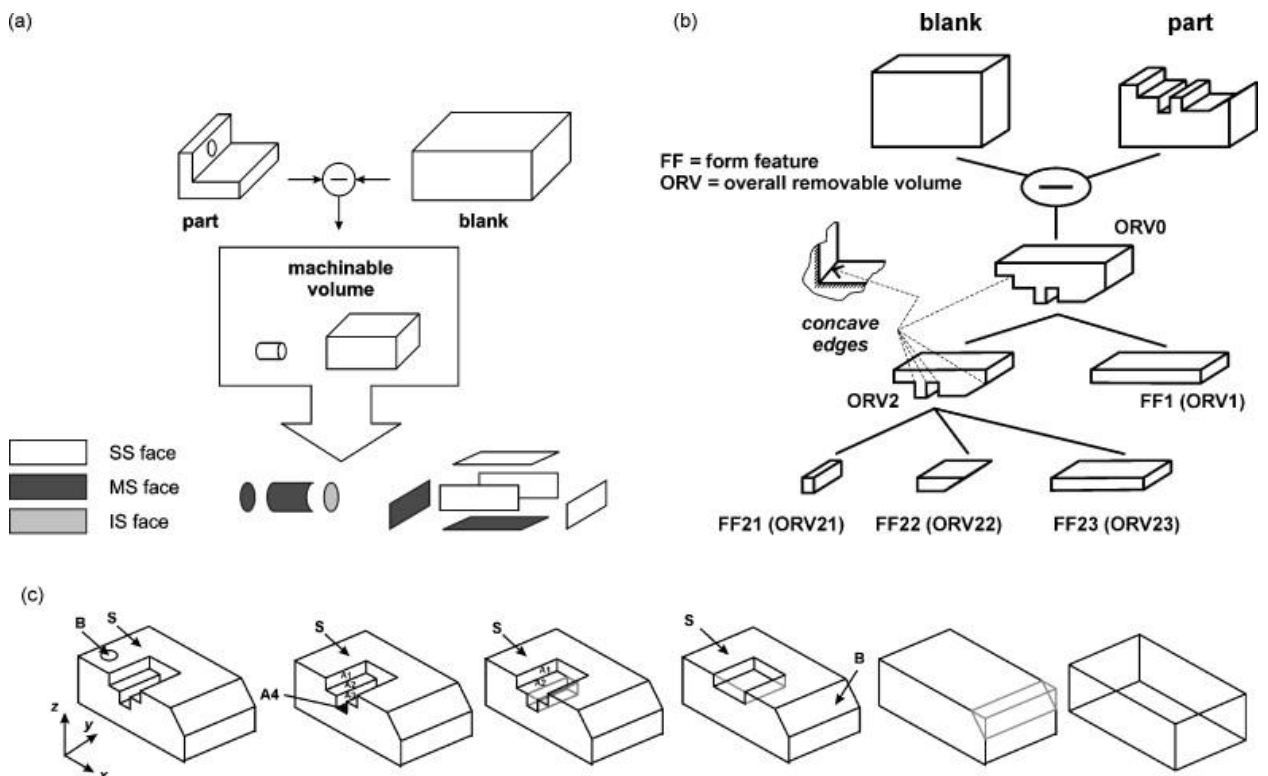 (a)
part
blank
machinable
volume
SS face
MS face
IS face
(b)
blank
part
FF = form feature
ORV = overall removable volume
ORV0
concave
edges
ORV2
FF1 (ORV1)
FF21 (ORV21)
FF22 (ORV22)
FF23 (ORV23)
(c)
B
S
z
y
x
S
A1
A2
A3
A4
S
A1
A2
S
B